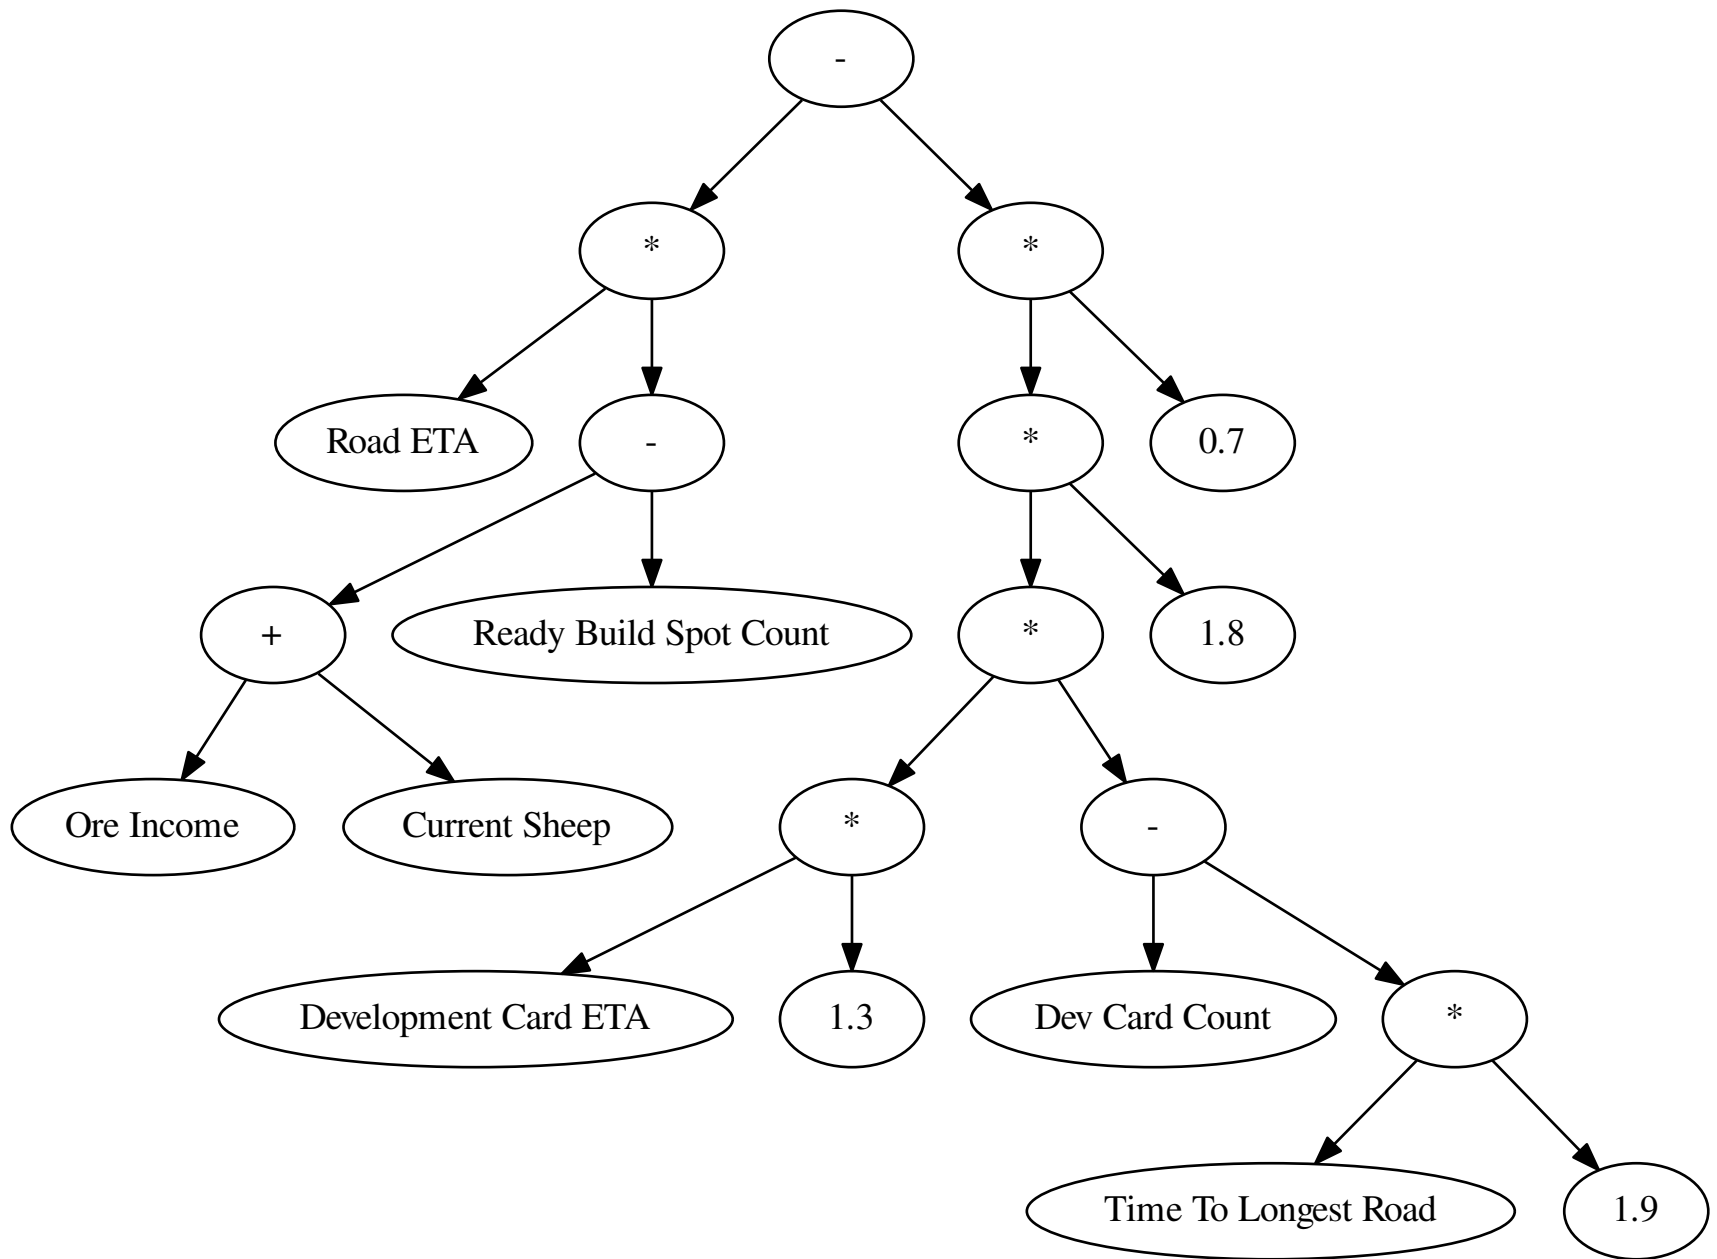 -
*
*
Road ETA
-
*
0.7
+
Ready Build Spot Count
*
1.8
Ore Income
Current Sheep
*
-
Development Card ETA
1.3
Dev Card Count
*
Time To Longest Road
1.9